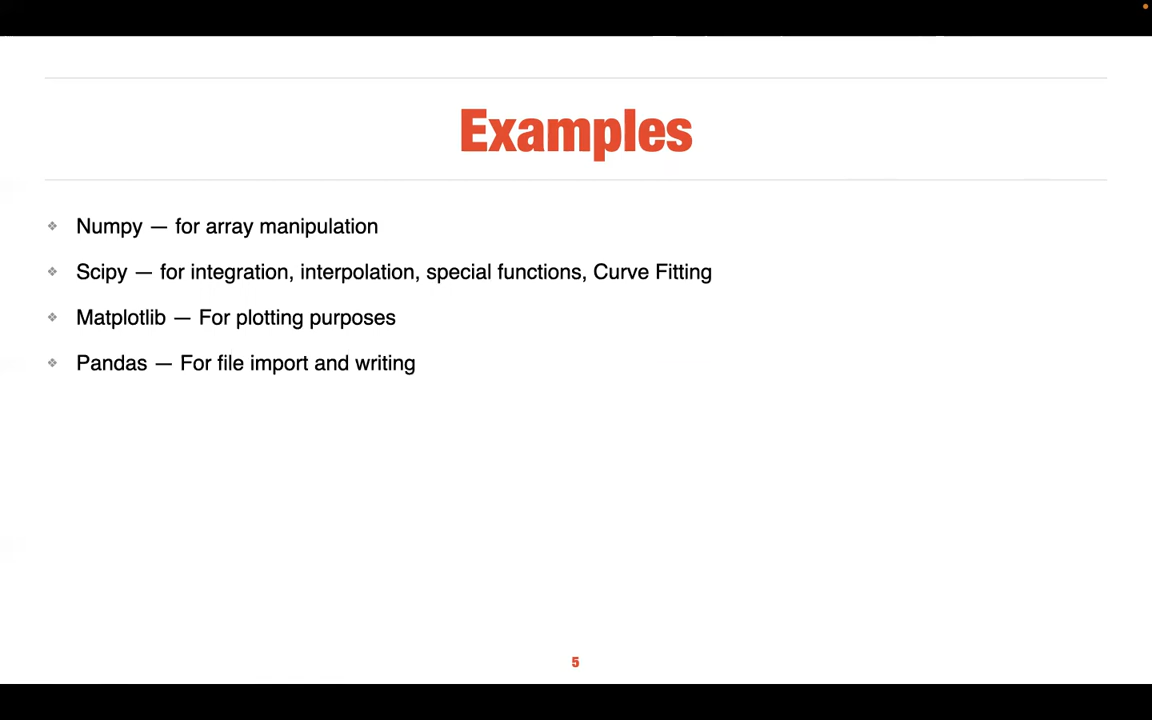 Examples
❖ Numpy — for array manipulation
❖ Scipy — for integration, interpolation, special functions, Curve Fitting
❖ Matplotlib — For plotting purposes
❖ Pandas — For file import and writing
5